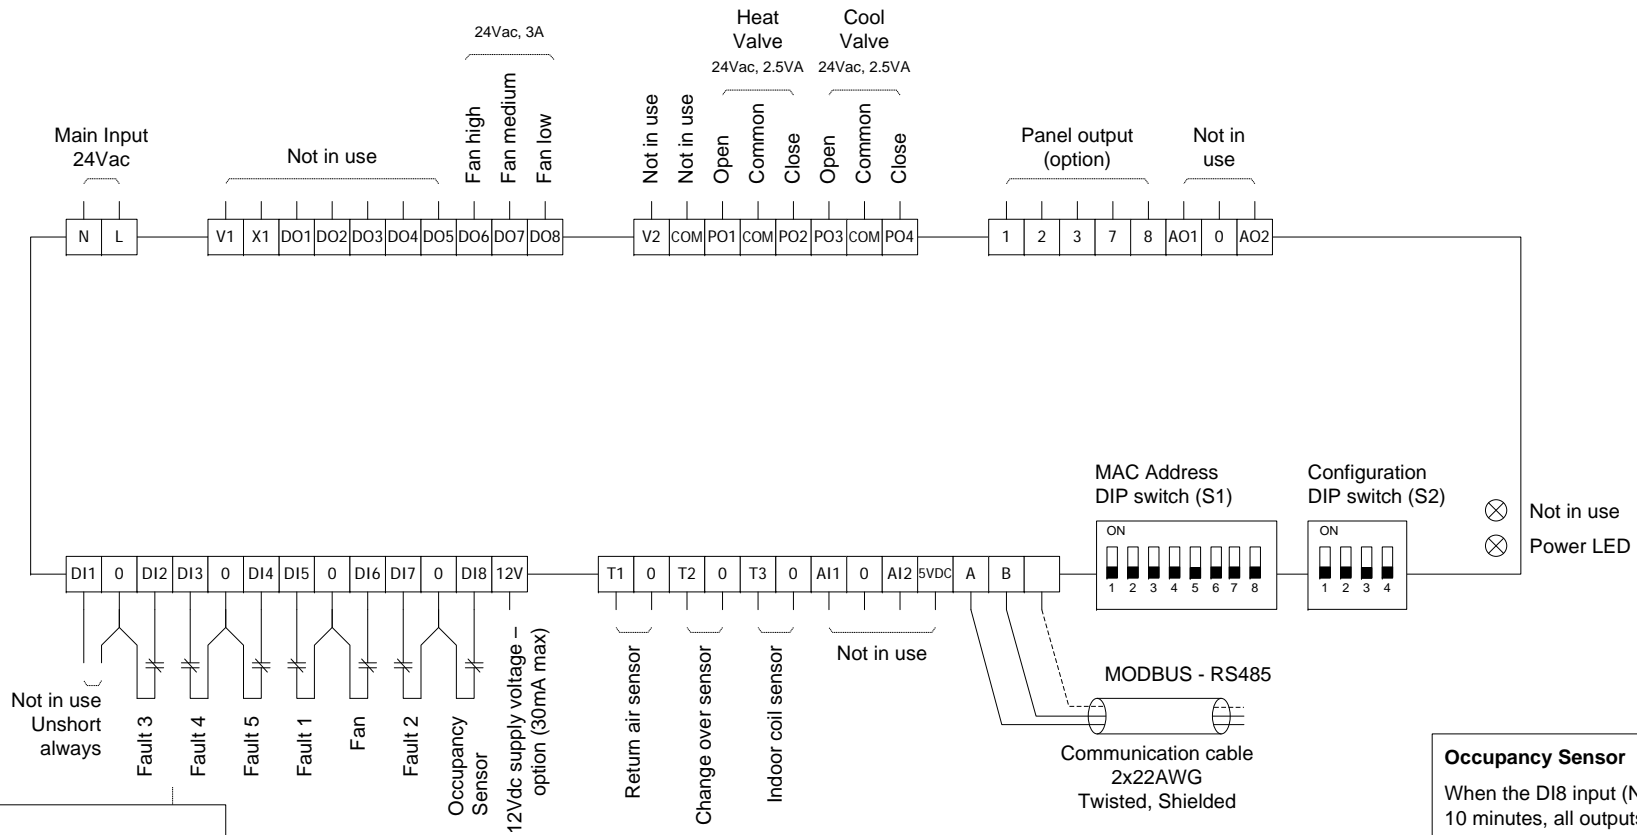 24Vac, 3A
Heat
Valve
24Vac, 2.5VA
Cool
Valve
24Vac, 2.5VA
Main Input
24Vac
Not in use
Fan high
Fan medium
Fan low
Not in use
Not in use
Open
Common
Close
Open
Common
Close
Panel output
(option)
Not in
use
N L
V1 X1 DO1 DO2 DO3 DO4 DO5 DO6 DO7 DO8
V2 COM PO1 COM PO2 PO3 COM PO4
1 2 3 7 8 AO1 0 AO2
MAC Address
DIP switch (S1)
ON
1 2 3 4 5 6 7 8
Configuration
DIP switch (S2)
ON
1 2 3 4
Not in use
Power LED
DI1 0 DI2 DI3 0 DI4 DI5 0 DI6 DI7 0 DI8 12V
T1 0 T2 0 T3 0 AI1 0 AI2 5VDC A B
Not in use
Unshort
always
Fault 3
Fault 4
Fault 5
Fault 1
Fan
Fault 2
Occupancy
Sensor
12Vdc supply voltage –
option (30mA max)
Return air sensor
Change over sensor
Indoor coil sensor
Not in use
MODBUS - RS485
Communication cable
2x22AWG
Twisted, Shielded
Occupancy Sensor
When the DI8 input (N
10 minutes, all outputs